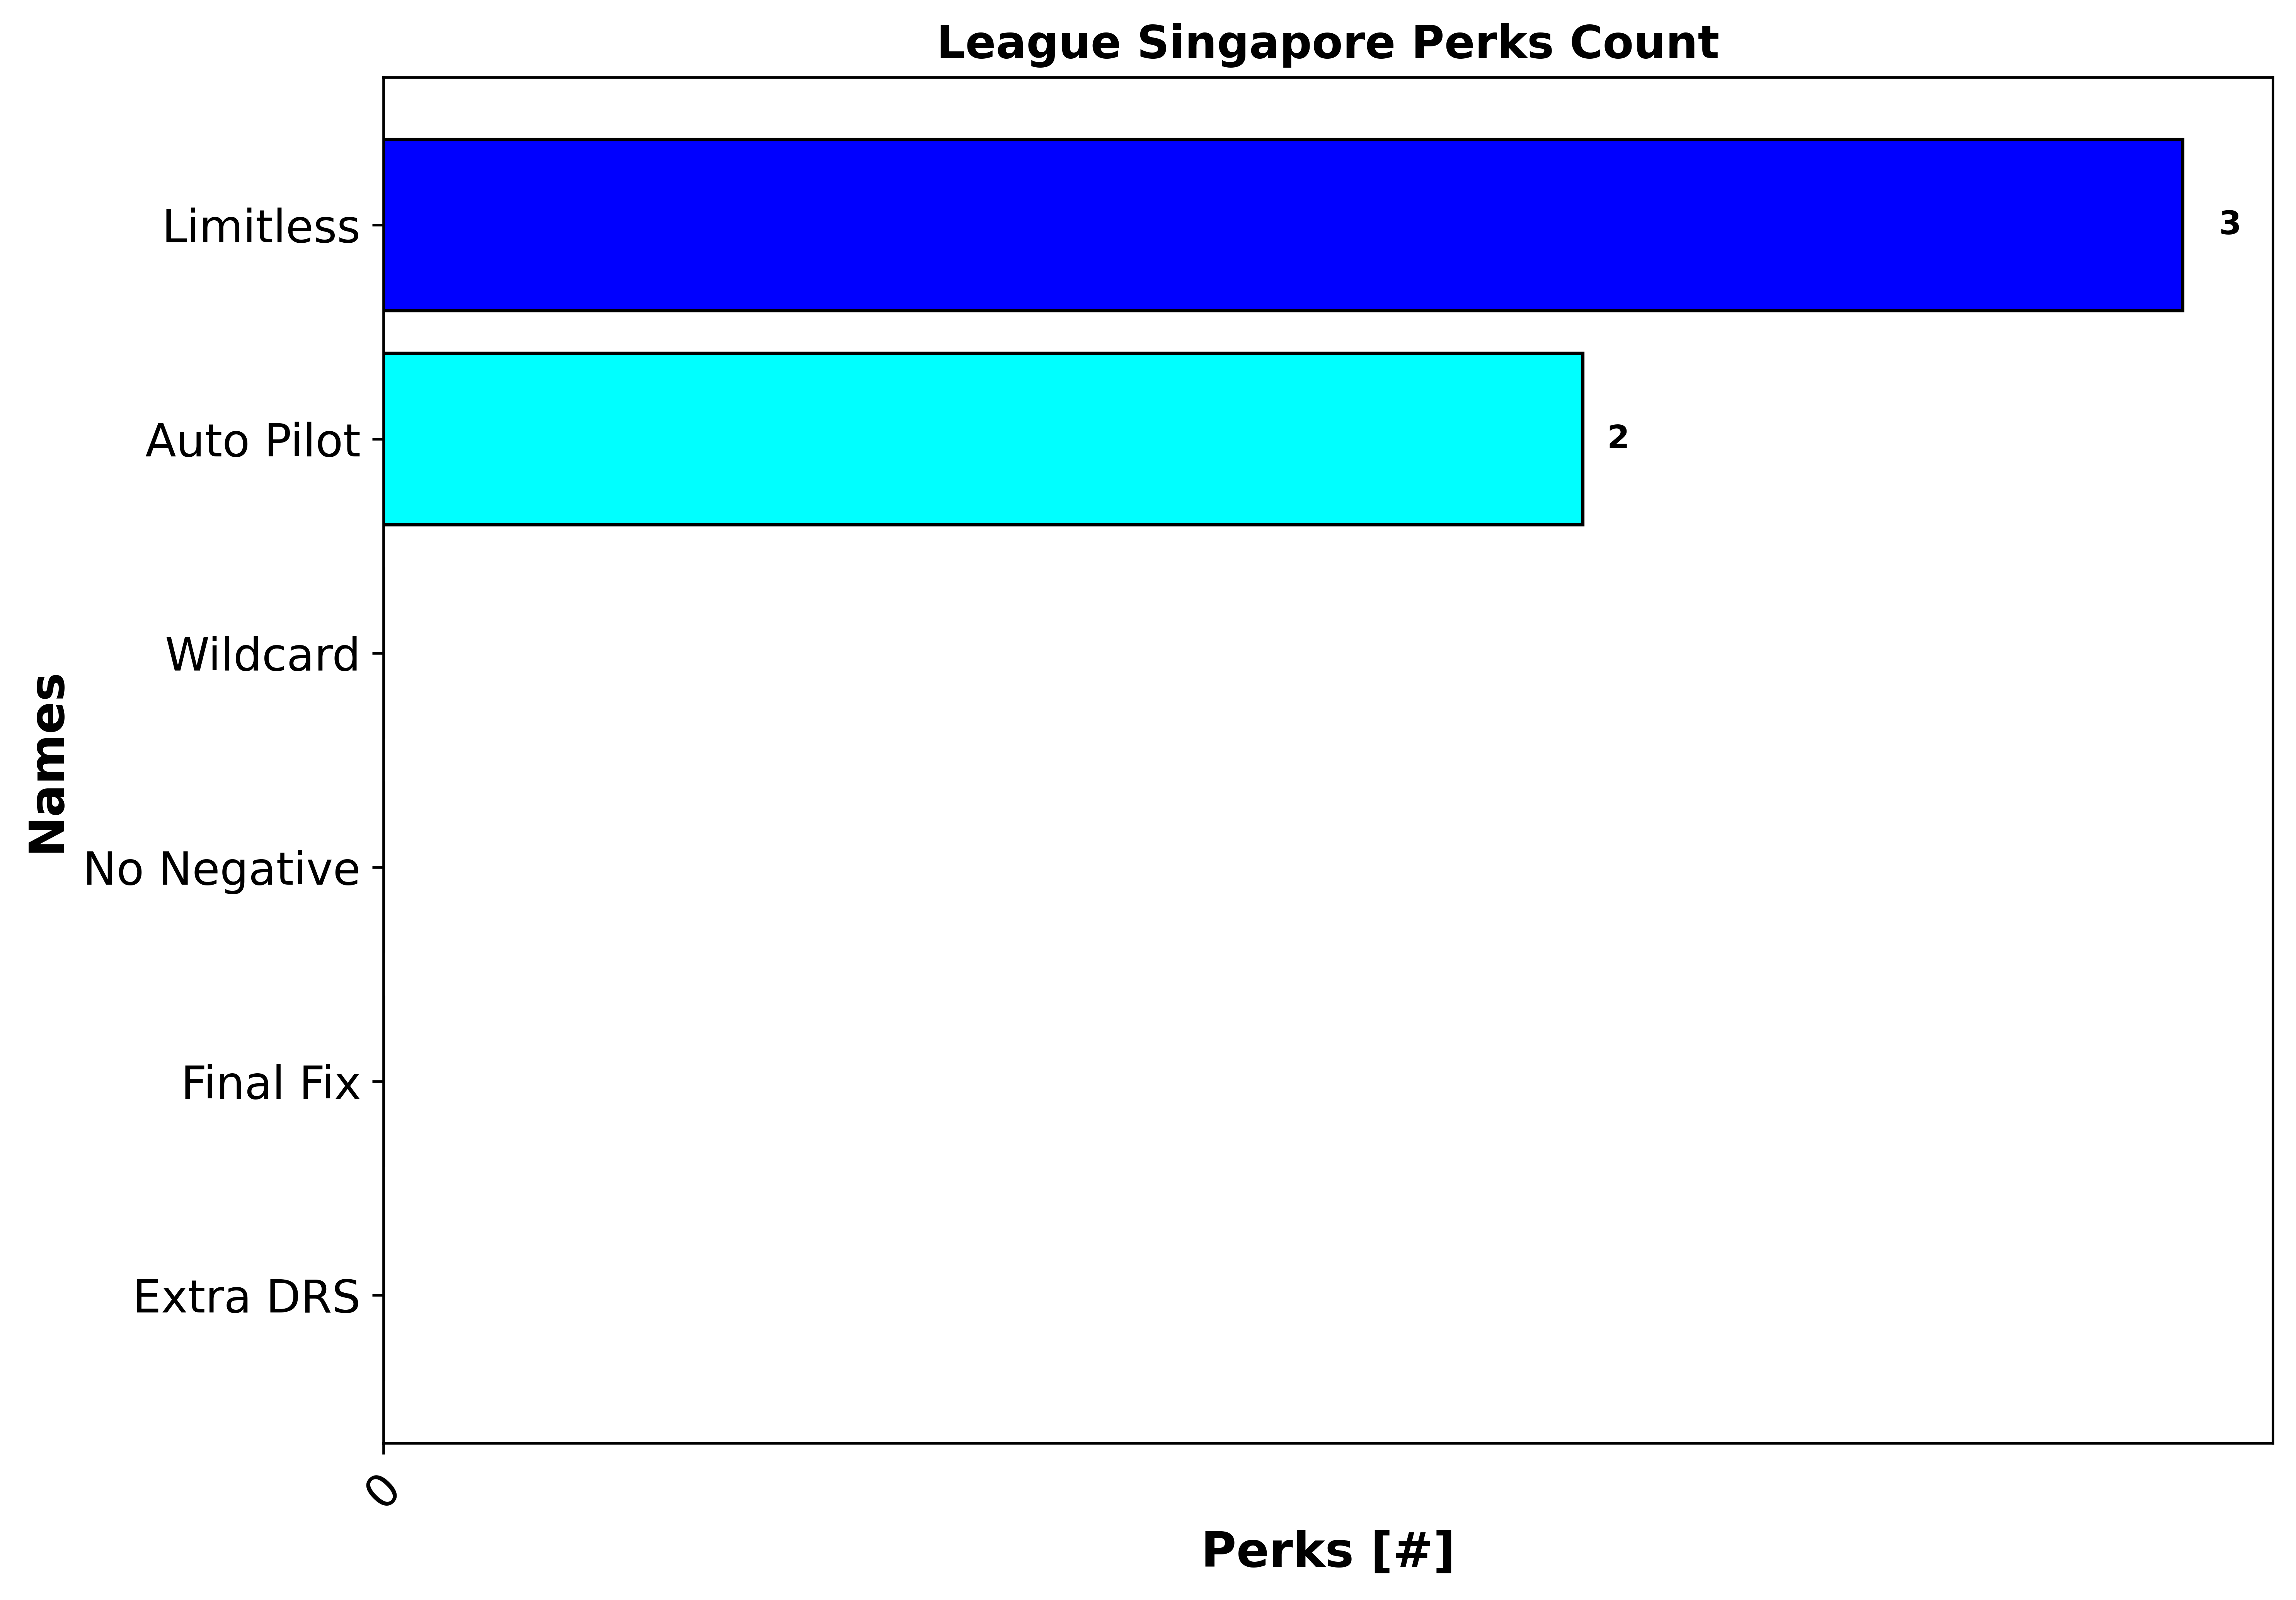 League Singapore Perks Count
Limitless
3
Auto Pilot
2
Wildcard
Names
No Negative
Final Fix
Extra DRS
0
Perks [#]